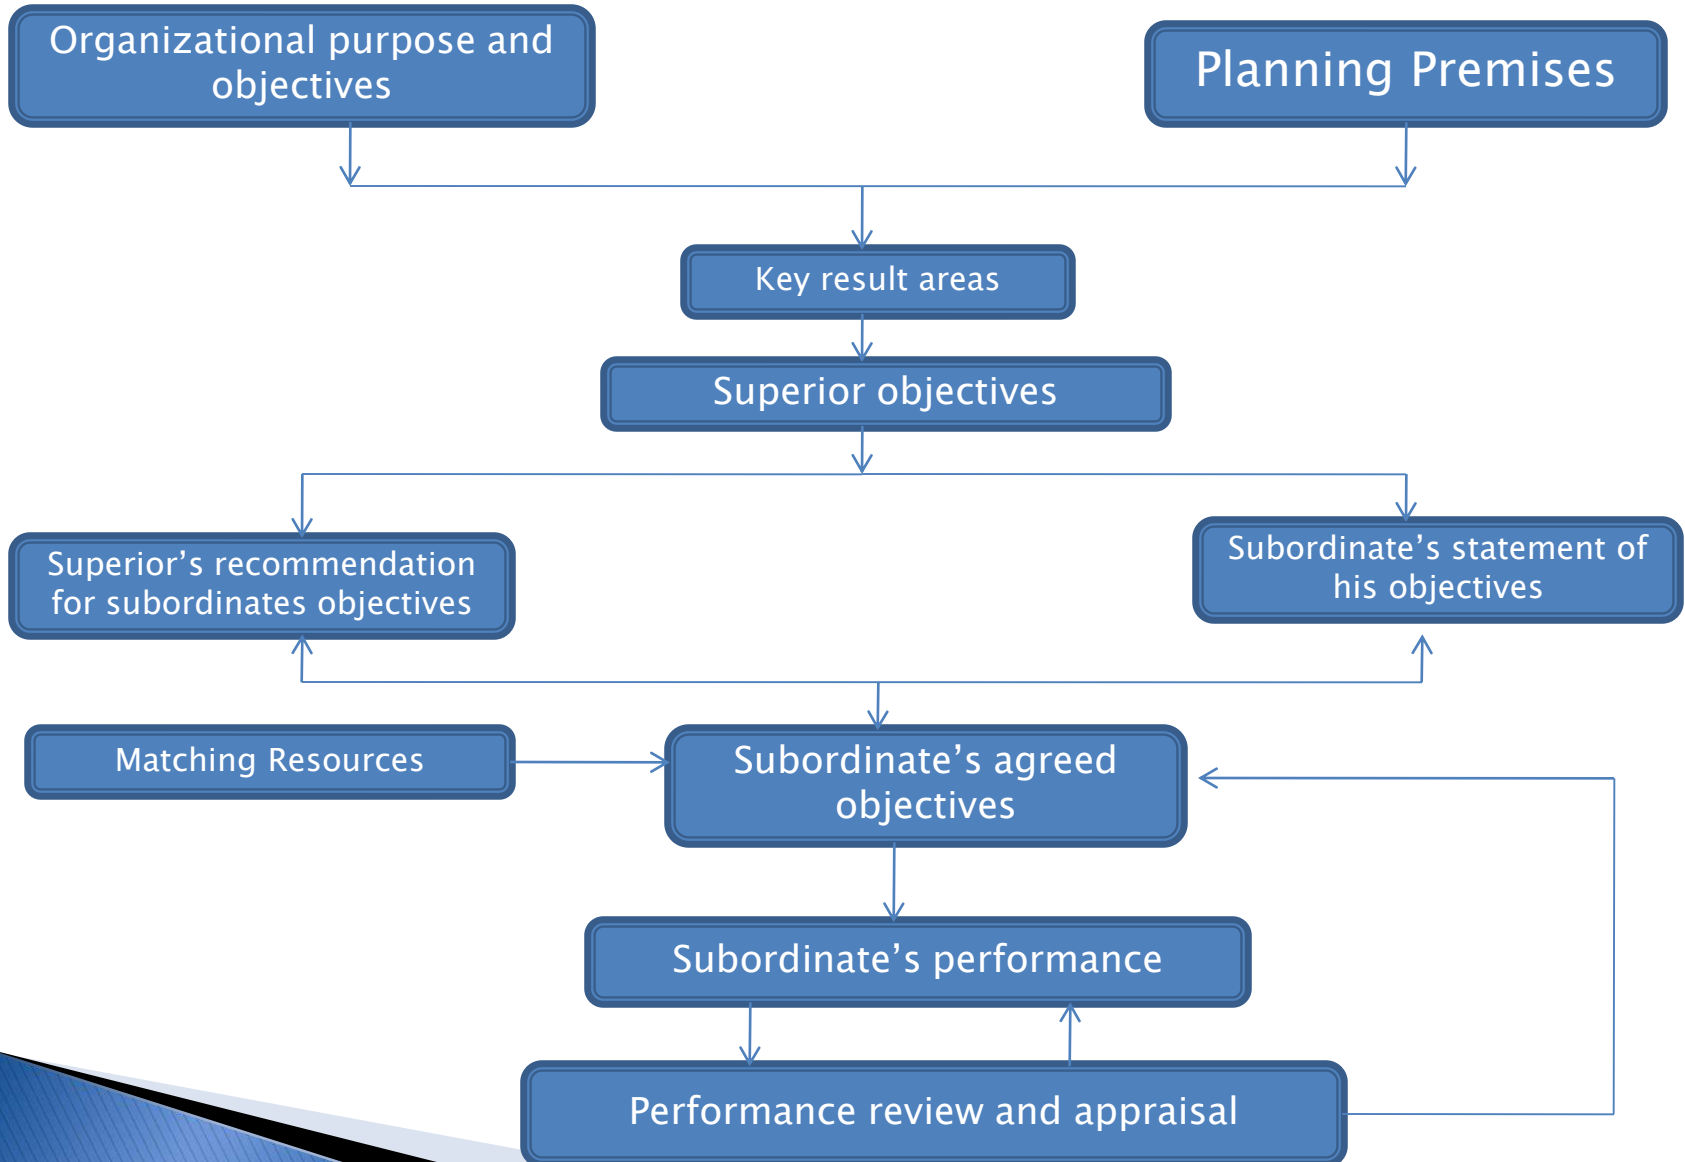 Organizational purpose and
objectives
Planning Premises
Key result areas
Superior objectives
Superior’s recommendation
for subordinates objectives
Subordinate’s statement of
his objectives
Matching Resources
Subordinate’s agreed
objectives
Subordinate’s performance
Performance review and appraisal